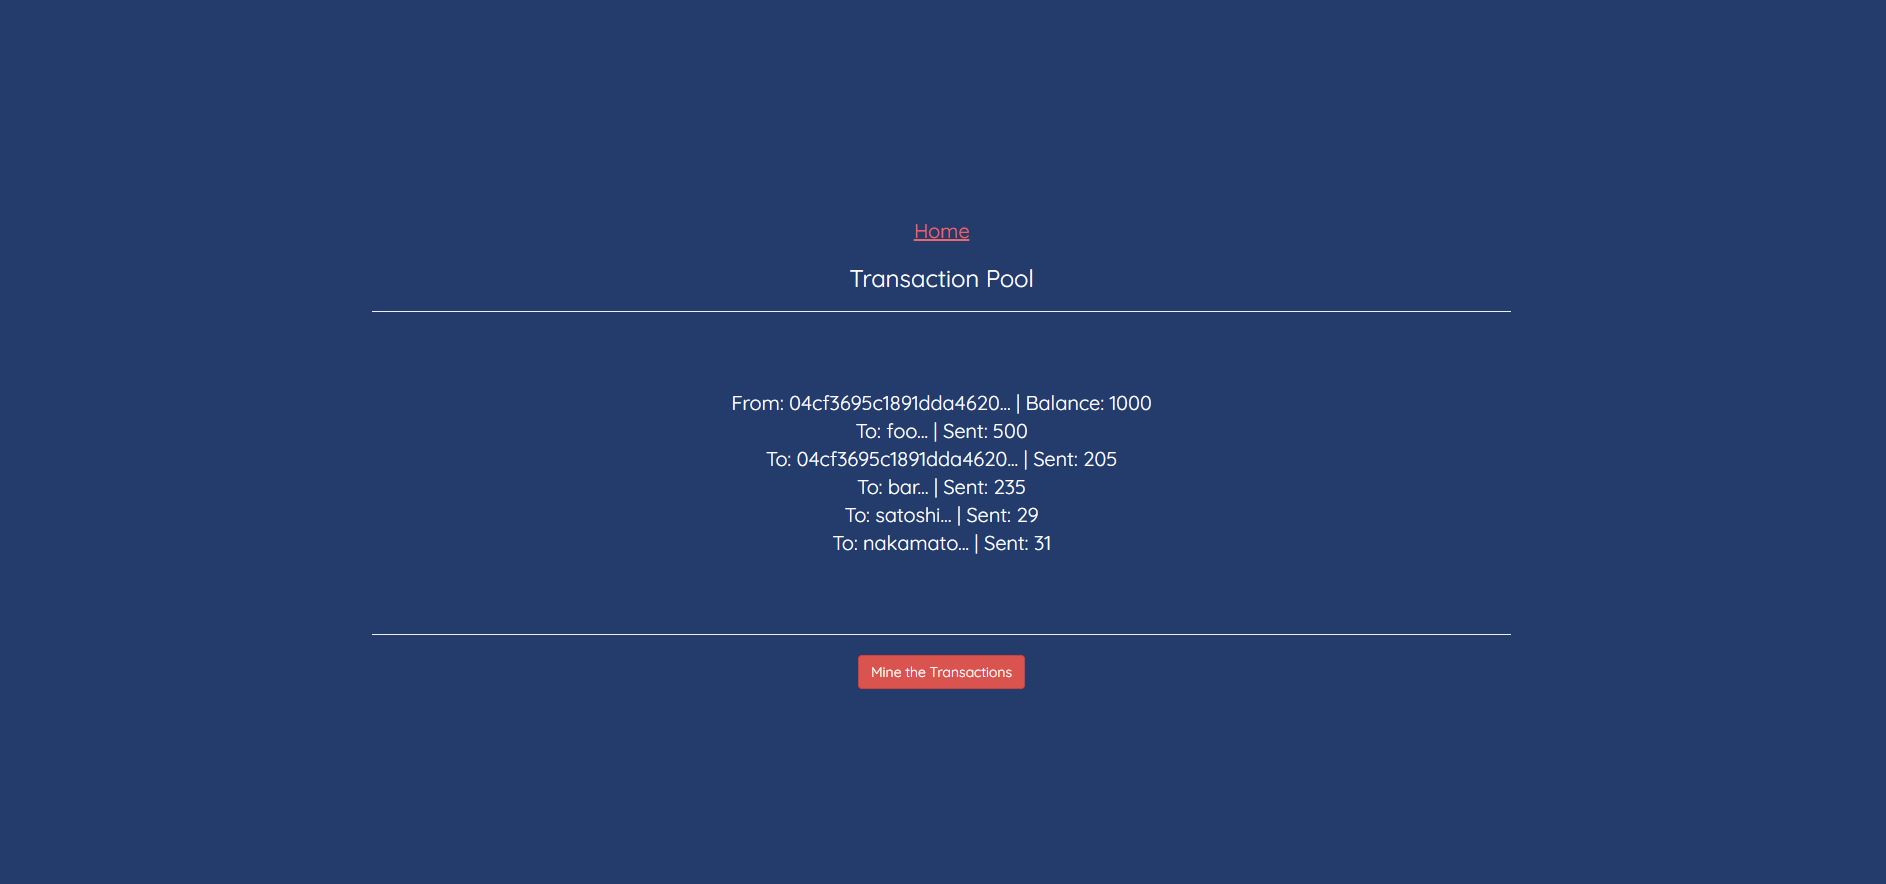 Home
Transaction Pool
From: 04cf3695c1891dda4620... | Balance: 1000
To: foo... | Sent: 500
To: 04cf3695c1891dda4620... | Sent: 205
To: bar... | Sent: 235
To: satoshi... | Sent: 29
To: nakamato... | Sent: 31
Mine the Transactions